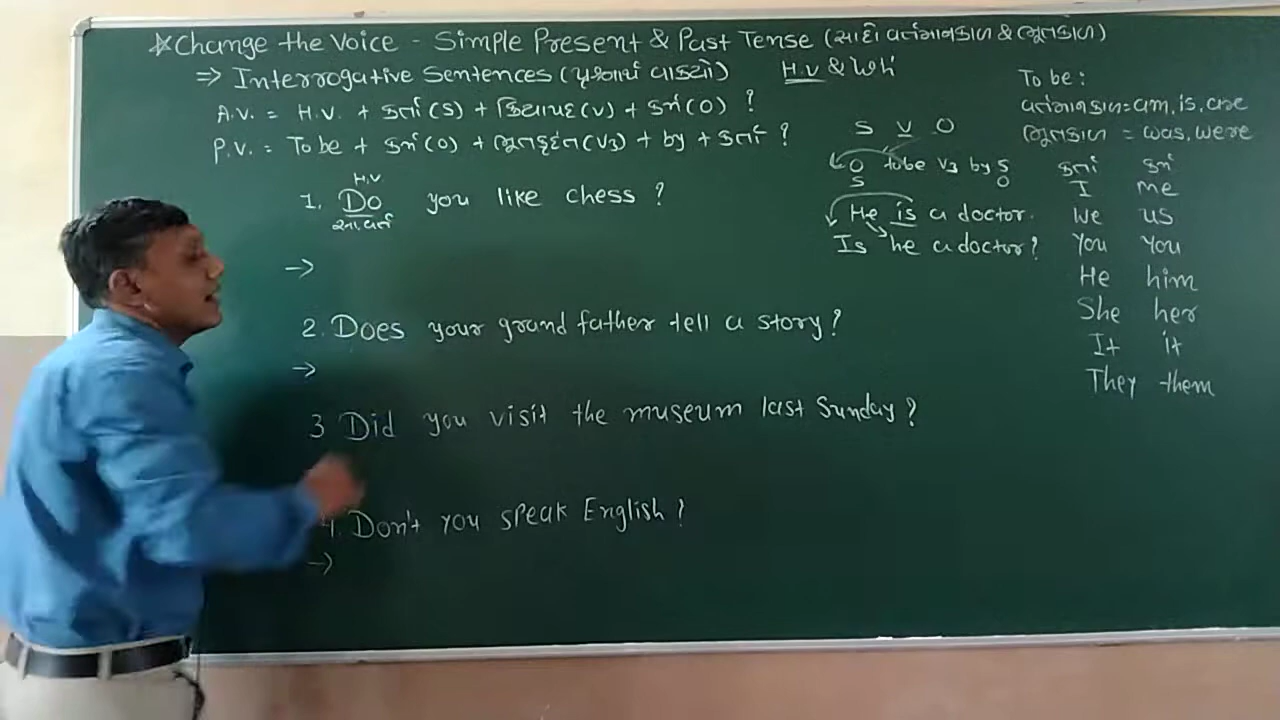 *Change the Voice - Simple Present & Past Tense (સાદો વર્તમાનકાળ & ભૂતકાળ)
⇒ Interrogative Sentences (પ્રશ્નાર્થ વાક્યો) H.V & Wh
A.V. = H.V. + કર્તા(S) + ક્રિયાપદ(V) + કર્મ(O) ?
P.V. = To be + કર્મ(O) + ભૂતકૃદંત(V3) + by + કર્તા ?
H.V
1. Do you like chess ?
સા.વર્ત
→
2. Does your grand father tell a story?
→
3 Did you visit the museum last Sunday?
4. Don't you speak English?
→
S V O
O to be V3 by S
S O
He is a doctor.
Is he a doctor?
To be:
વર્તમાનકાળ = am, is, are
ભૂતકાળ = was, were
કર્તા કર્મ
I me
We us
You You
He him
She her
It it
They them